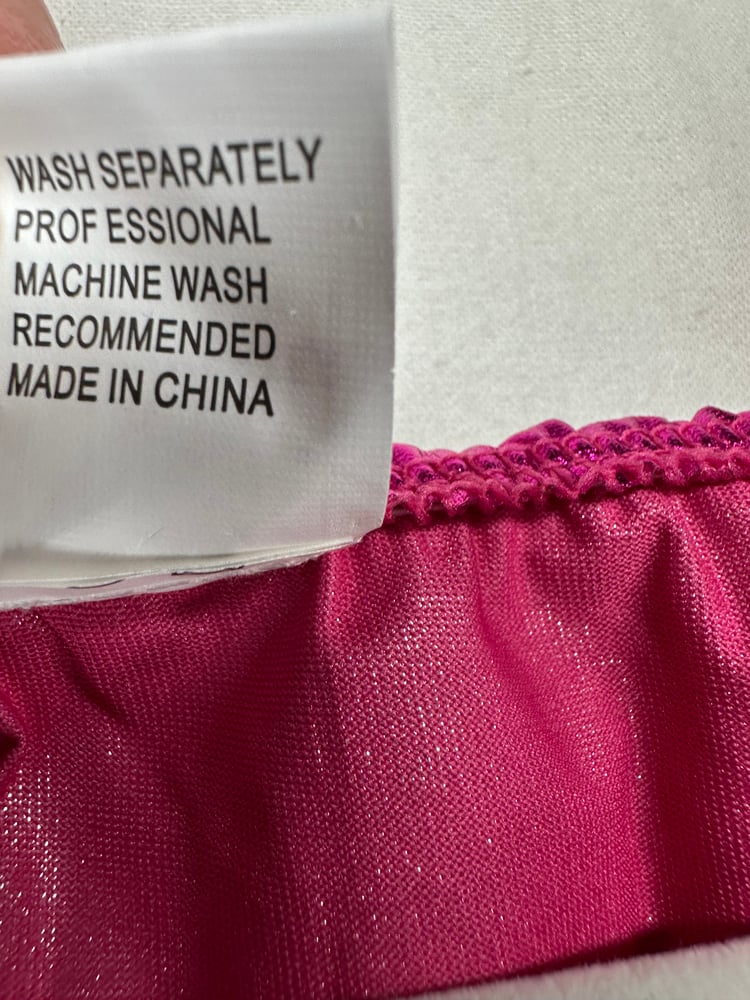 WASH SEPARATELY
PROF ESSIONAL
MACHINE WASH
RECOMMENDED
MADE IN CHINA